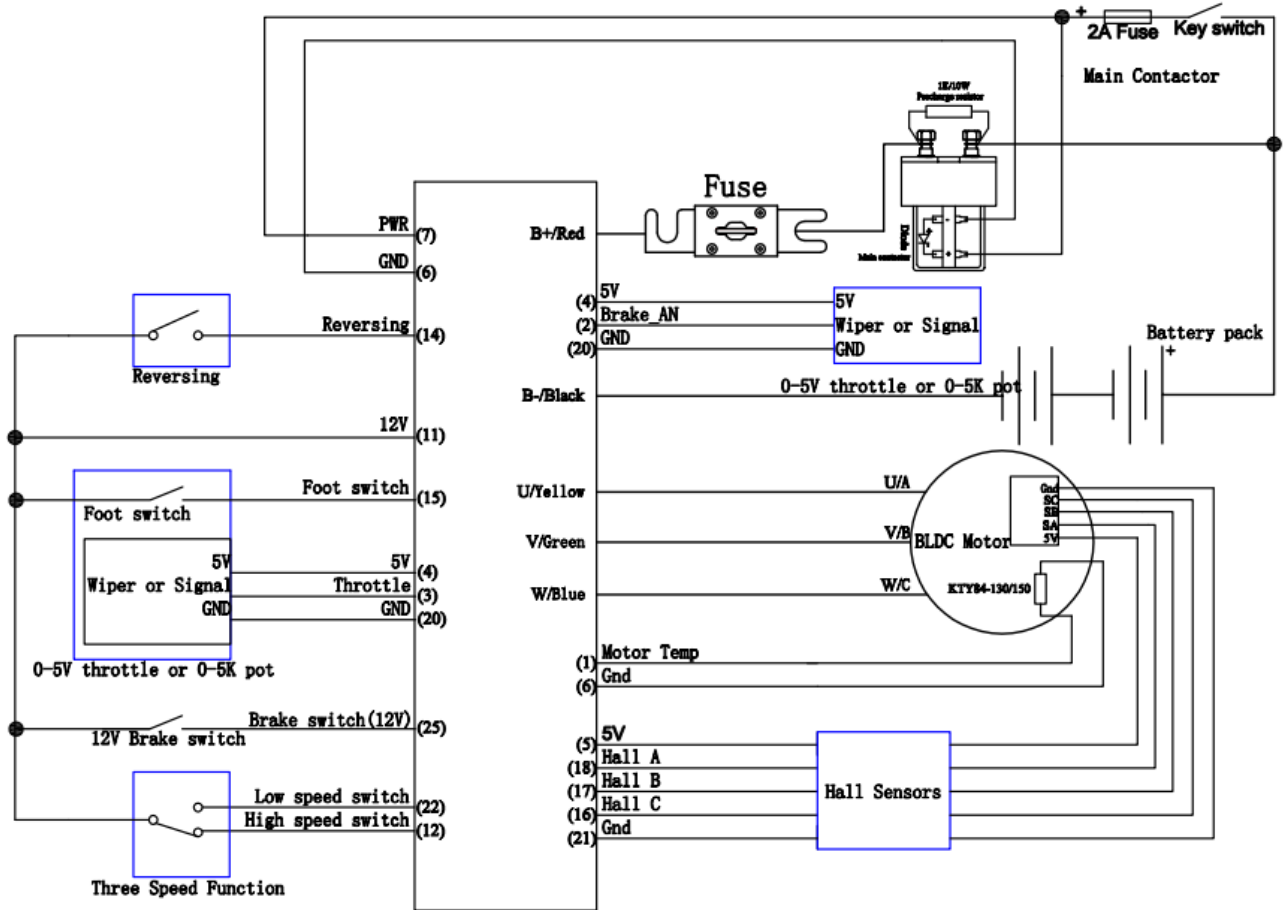 +
2A Fuse Key switch
Main Contactor
1K/10W
Precharge resistor
Fuse
PWR
(7)
GND
(6)
B+/Red
-
+
Diode
Main contactor
Reversing
(14)
Reversing
5V
(4)
Brake_AN
(2)
GND
(20)
5V
Wiper or Signal
GND
Battery pack
+
B-/Black
0-5V throttle or 0-5K pot
12V
(11)
Foot switch
(15)
Foot switch
5V
Wiper or Signal
GND
5V
(4)
Throttle
(3)
GND
(20)
0-5V throttle or 0-5K pot
U/Yellow
U/A
V/Green
V/B
W/Blue
W/C
BLDC Motor
Gnd
SC
SB
SA
5V
KTY84-130/150
(1)
Motor Temp
(6)
Gnd
Brake switch(12V)
(25)
12V Brake switch
(5)
5V
(18)
Hall A
(17)
Hall B
(16)
Hall C
(21)
Gnd
Hall Sensors
Low speed switch
(22)
High speed switch
(12)
Three Speed Function